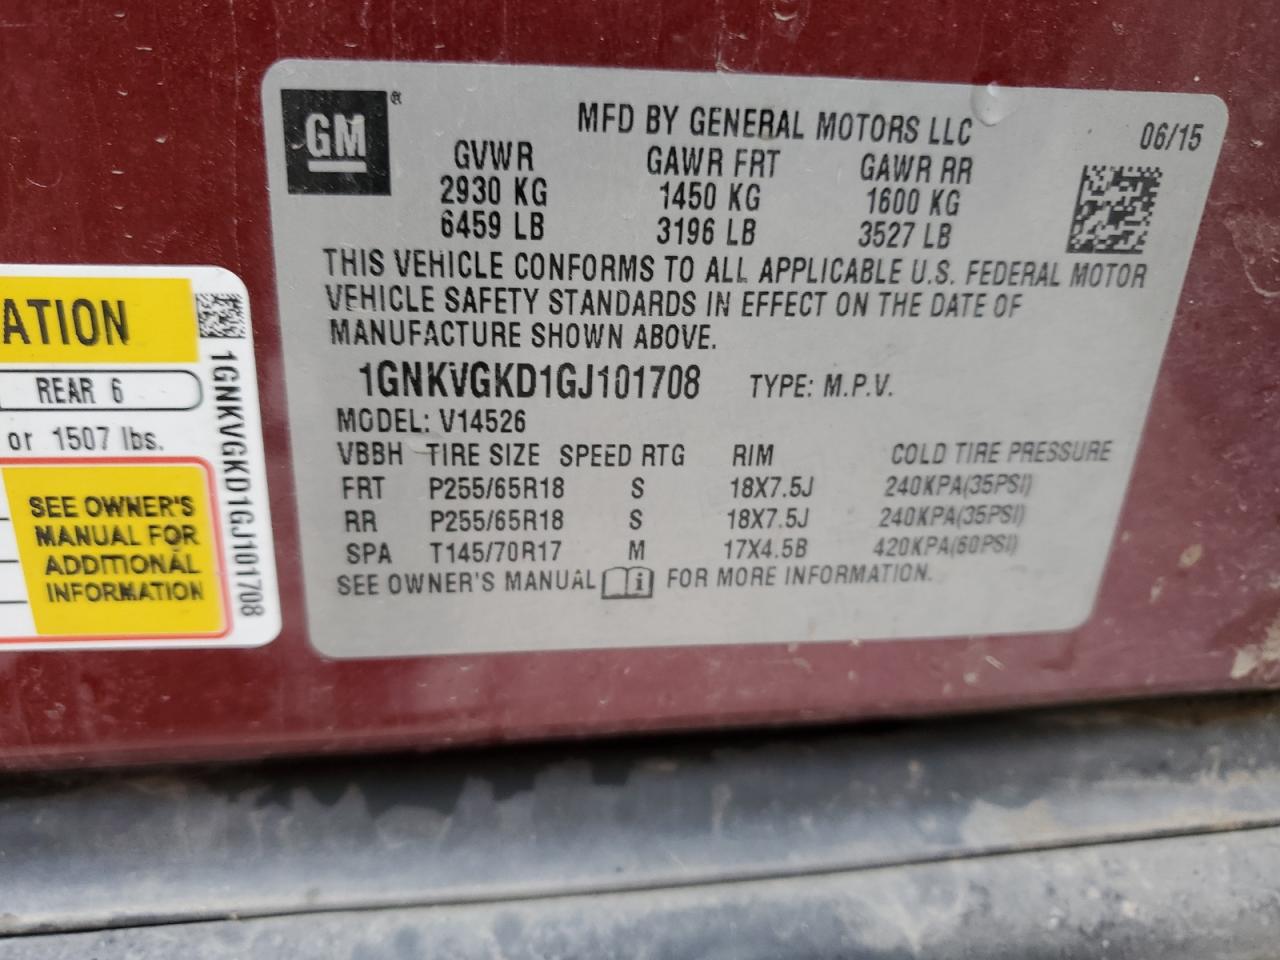 GM®
MFD BY GENERAL MOTORS LLC 06/15
GVWR GAWR FRT GAWR RR
2930 KG 1450 KG 1600 KG
6459 LB 3196 LB 3527 LB
THIS VEHICLE CONFORMS TO ALL APPLICABLE U.S. FEDERAL MOTOR
VEHICLE SAFETY STANDARDS IN EFFECT ON THE DATE OF
MANUFACTURE SHOWN ABOVE.
1GNKVGKD1GJ101708 TYPE: M.P.V.
MODEL: V14526
VBBH TIRE SIZE SPEED RTG RIM COLD TIRE PRESSURE
FRT P255/65R18 S 18X7.5J 240KPA(35PSI)
RR P255/65R18 S 18X7.5J 240KPA(35PSI)
SPA T145/70R17 M 17X4.5B 420KPA(60PSI)
SEE OWNER'S MANUAL i FOR MORE INFORMATION.
ATION
REAR 6
or 1507 lbs.
SEE OWNER'S
MANUAL FOR
ADDITIONAL
INFORMATION
1GNKVGKD1GJ101708